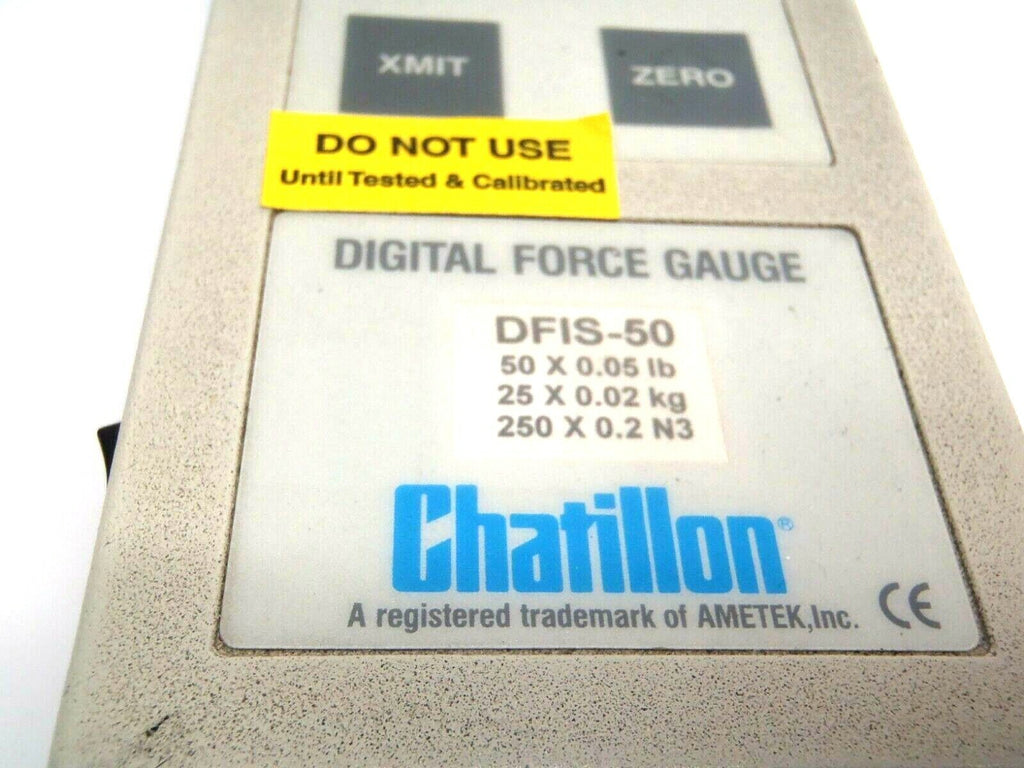 XMIT ZERO
DO NOT USE
Until Tested & Calibrated
DIGITAL FORCE GAUGE
DFIS-50
50 X 0.05 lb
25 X 0.02 kg
250 X 0.2 N3
Chatillon®
A registered trademark of AMETEK,Inc. CE